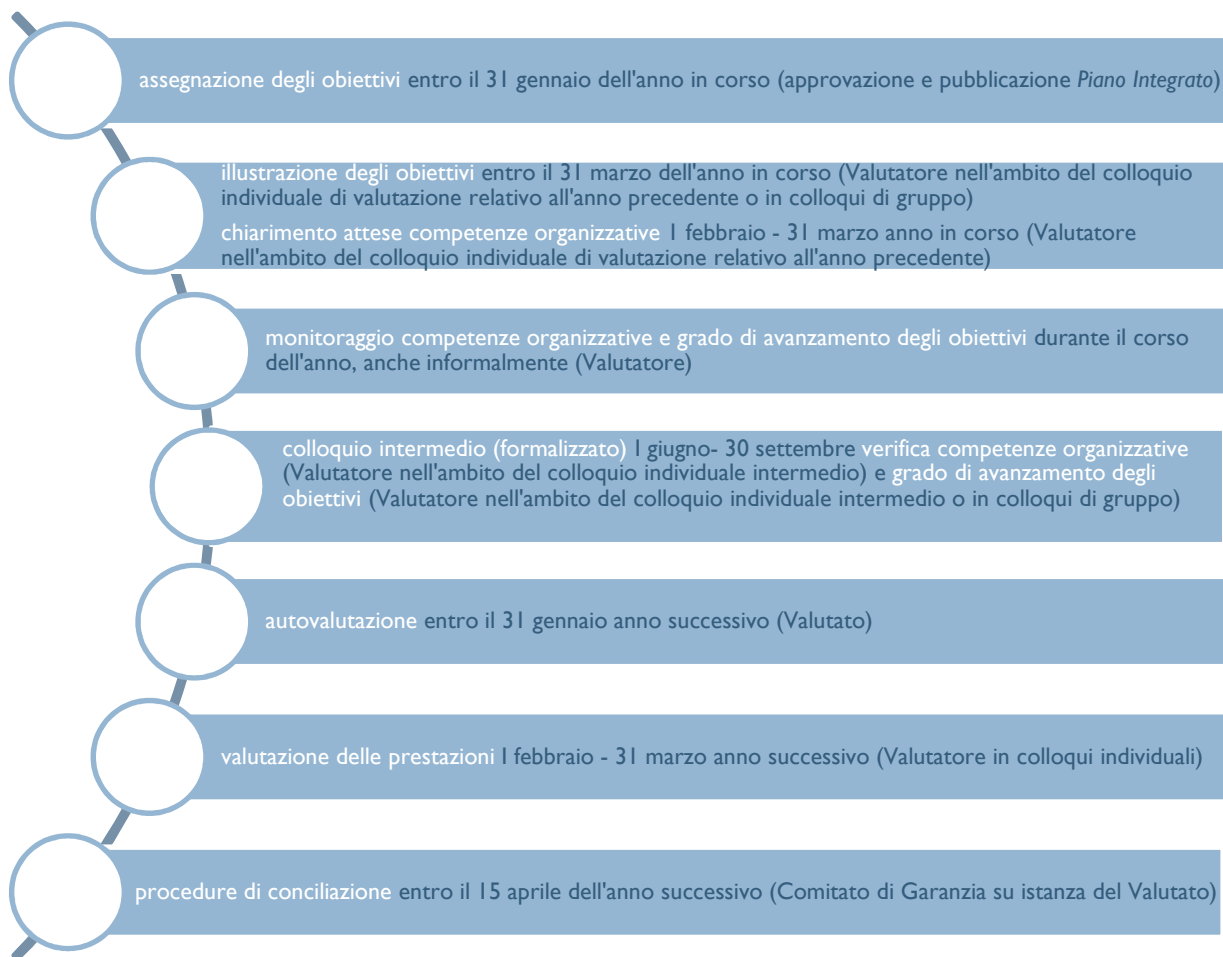 assegnazione degli obiettivi entro il 31 gennaio dell'anno in corso (approvazione e pubblicazione Piano Integrato)
illustrazione degli obiettivi entro il 31 marzo dell'anno in corso (Valutatore nell'ambito del colloquio
individuale di valutazione relativo all'anno precedente o in colloqui di gruppo)
chiarimento attese competenze organizzative 1 febbraio - 31 marzo anno in corso (Valutatore
nell'ambito del colloquio individuale di valutazione relativo all'anno precedente)
monitoraggio competenze organizzative e grado di avanzamento degli obiettivi durante il corso
dell'anno, anche informalmente (Valutatore)
colloquio intermedio (formalizzato) 1 giugno- 30 settembre verifica competenze organizzative
(Valutatore nell'ambito del colloquio individuale intermedio) e grado di avanzamento degli
obiettivi (Valutatore nell'ambito del colloquio individuale intermedio o in colloqui di gruppo)
autovalutazione entro il 31 gennaio anno successivo (Valutato)
valutazione delle prestazioni 1 febbraio - 31 marzo anno successivo (Valutatore in colloqui individuali)
procedure di conciliazione entro il 15 aprile dell'anno successivo (Comitato di Garanzia su istanza del Valutato)